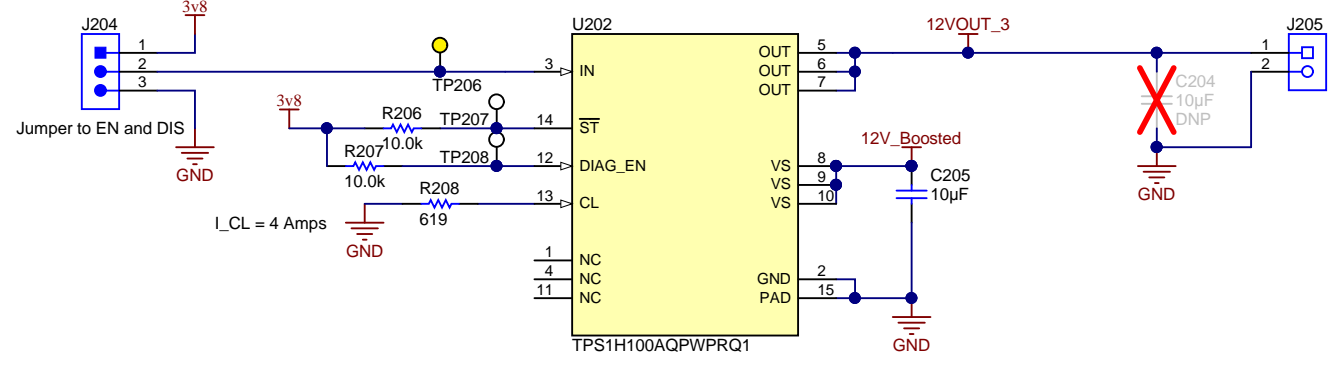 3v8
J204
1
2
3
Jumper to EN and DIS
GND
TP206
3v8
R206
10.0k
TP207
R207
10.0k
TP208
R208
619
I_CL = 4 Amps
GND
U202
3 IN
14 ST
12 DIAG_EN
13 CL
1 NC
4 NC
11 NC
OUT 5
OUT 6
OUT 7
VS 8
VS 9
VS 10
GND 2
PAD 15
TPS1H100AQPWPRQ1
12VOUT_3
12V_Boosted
C205
10µF
GND
C204
10µF
DNP
GND
J205
1
2